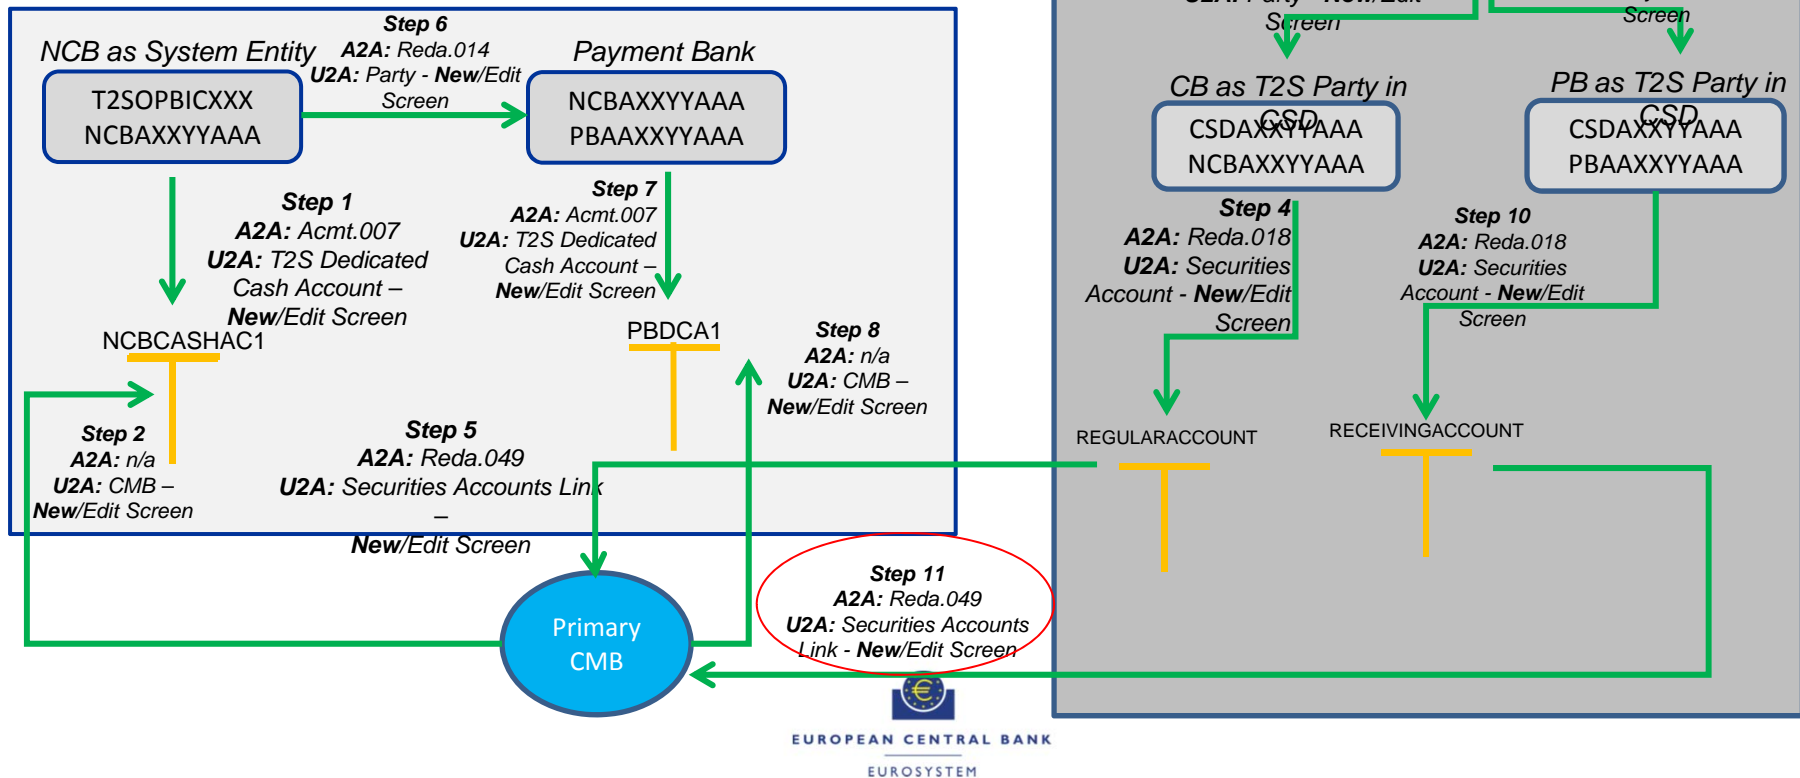 U2A: Party - New/Edit
Screen
Screen
Step 6
A2A: Reda.014
U2A: Party - New/Edit
Screen
NCB as System Entity
Payment Bank
T2SOPBICXXX
NCBAXXYYAAA
NCBAXXYYAAA
PBAAXXYYAAA
CB as T2S Party in
CSD
CSDAXXYYAAA
NCBAXXYYAAA
PB as T2S Party in
CSD
CSDAXXYYAAA
PBAAXXYYAAA
Step 1
A2A: Acmt.007
U2A: T2S Dedicated
Cash Account –
New/Edit Screen
Step 7
A2A: Acmt.007
U2A: T2S Dedicated
Cash Account –
New/Edit Screen
Step 4
A2A: Reda.018
U2A: Securities
Account - New/Edit
Screen
Step 10
A2A: Reda.018
U2A: Securities
Account - New/Edit
Screen
NCBCASHAC1
PBDCA1
Step 8
A2A: n/a
U2A: CMB –
New/Edit Screen
Step 2
A2A: n/a
U2A: CMB –
New/Edit Screen
Step 5
A2A: Reda.049
U2A: Securities Accounts Link
–
New/Edit Screen
REGULARACCOUNT
RECEIVINGACCOUNT
Primary
CMB
Step 11
A2A: Reda.049
U2A: Securities Accounts
Link - New/Edit Screen
EUROPEAN CENTRAL BANK
EUROSYSTEM